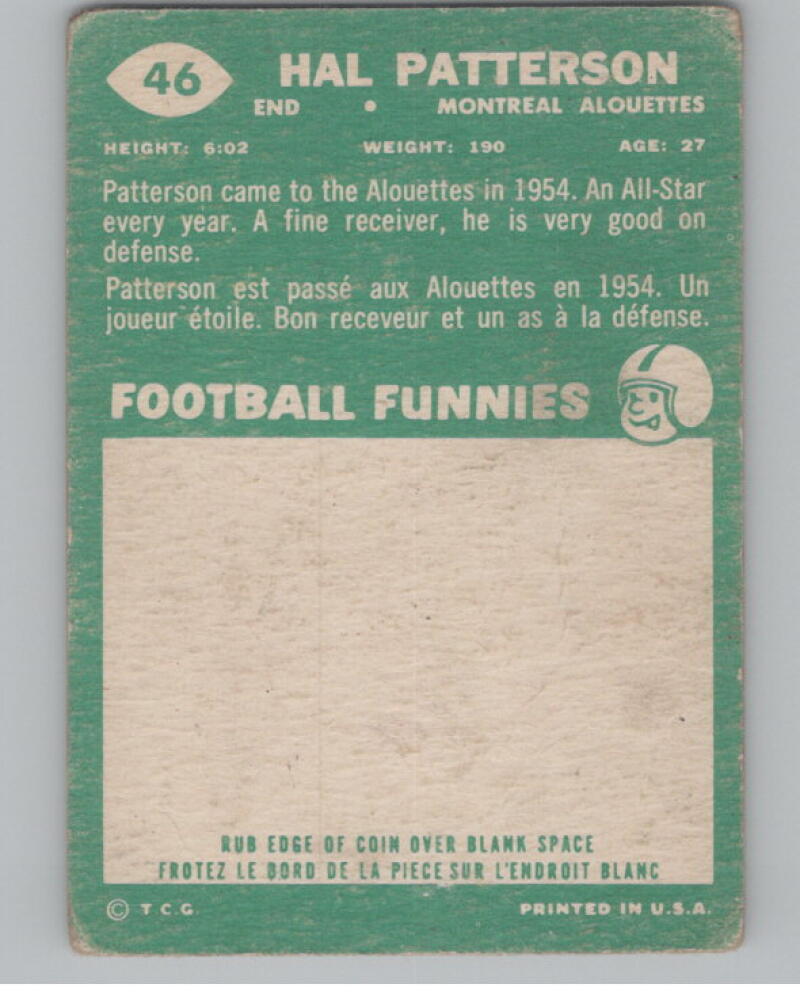 46 HAL PATTERSON
END • MONTREAL ALOUETTES
HEIGHT: 6:02 WEIGHT: 190 AGE: 27
Patterson came to the Alouettes in 1954. An All-Star
every year. A fine receiver, he is very good on
defense.
Patterson est passé aux Alouettes en 1954. Un
joueur étoile. Bon receveur et un as à la défense.
FOOTBALL FUNNIES
RUB EDGE OF COIN OVER BLANK SPACE
FROTEZ LE BORD DE LA PIECE SUR L'ENDROIT BLANC
© T.C.G. PRINTED IN U.S.A.